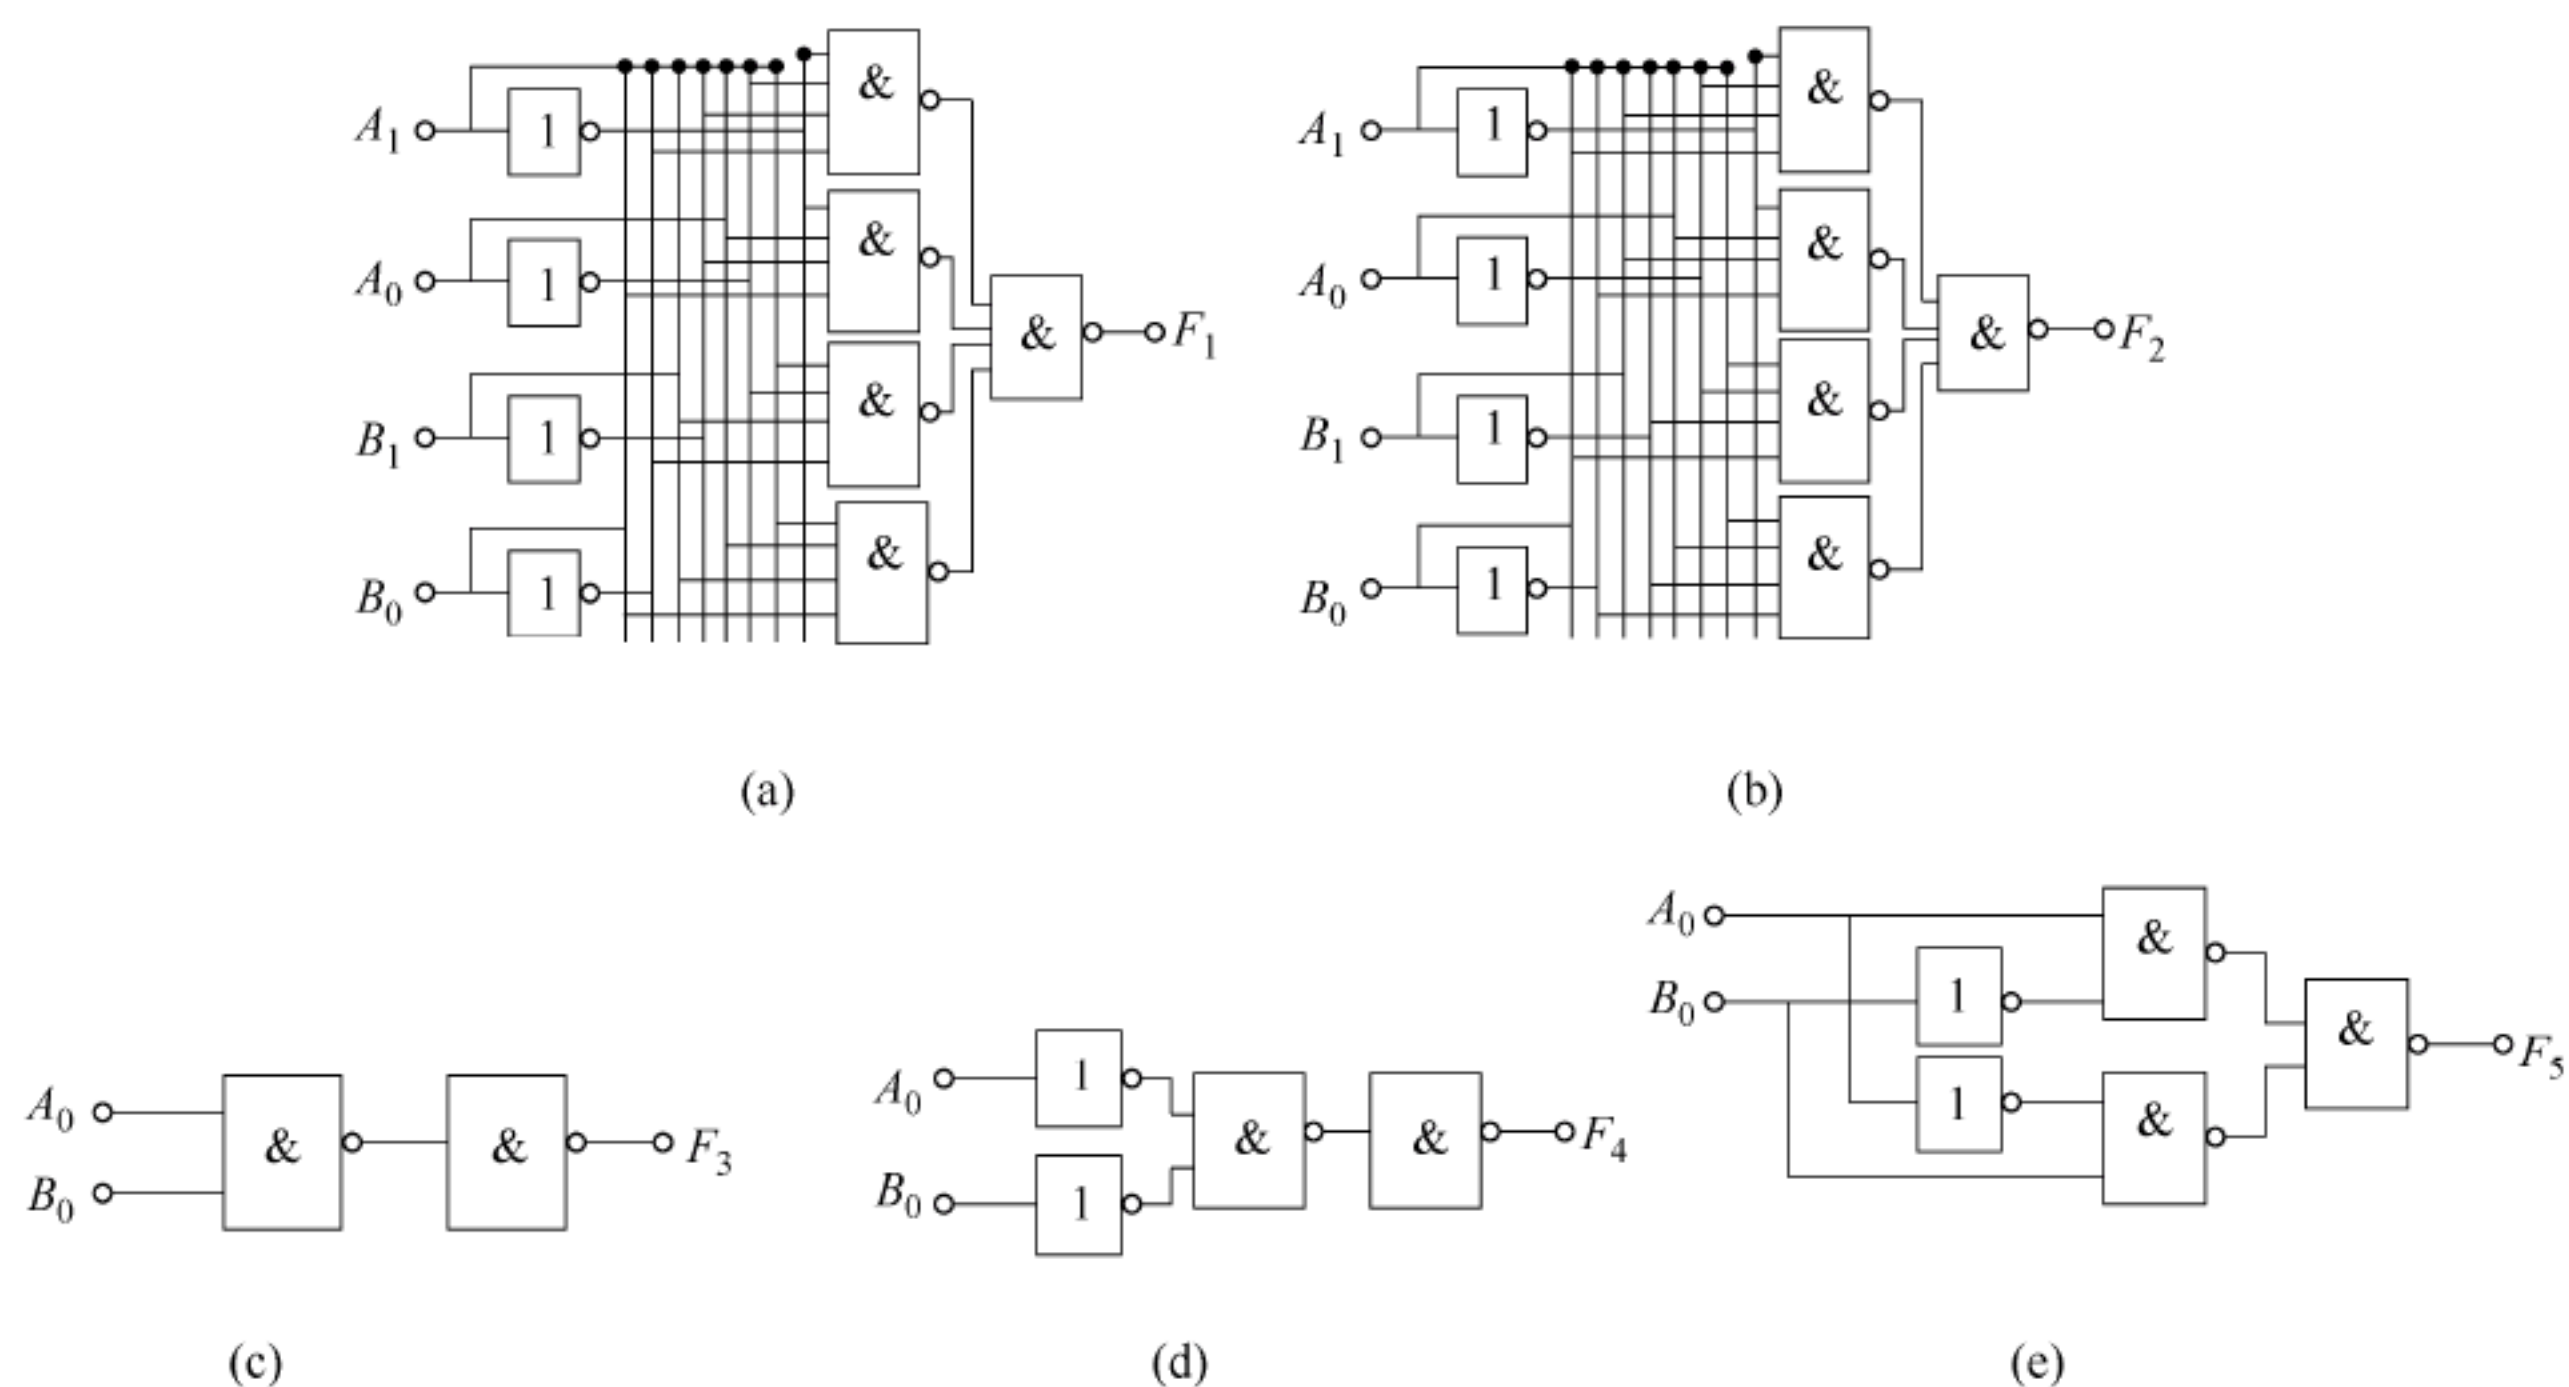 &
&
A₁ 1 1 A₁
& &
A₀ 1 1 A₀
& F₁ & F₂
& &
B₁ 1 1 B₁
& &
B₀ 1 1 B₀
(a) (b)
A₀ &
B₀ 1 &
F₅
A₀ 1 1 &
A₀ & & F₃ & & F₄
B₀ B₀ 1
(c) (d) (e)